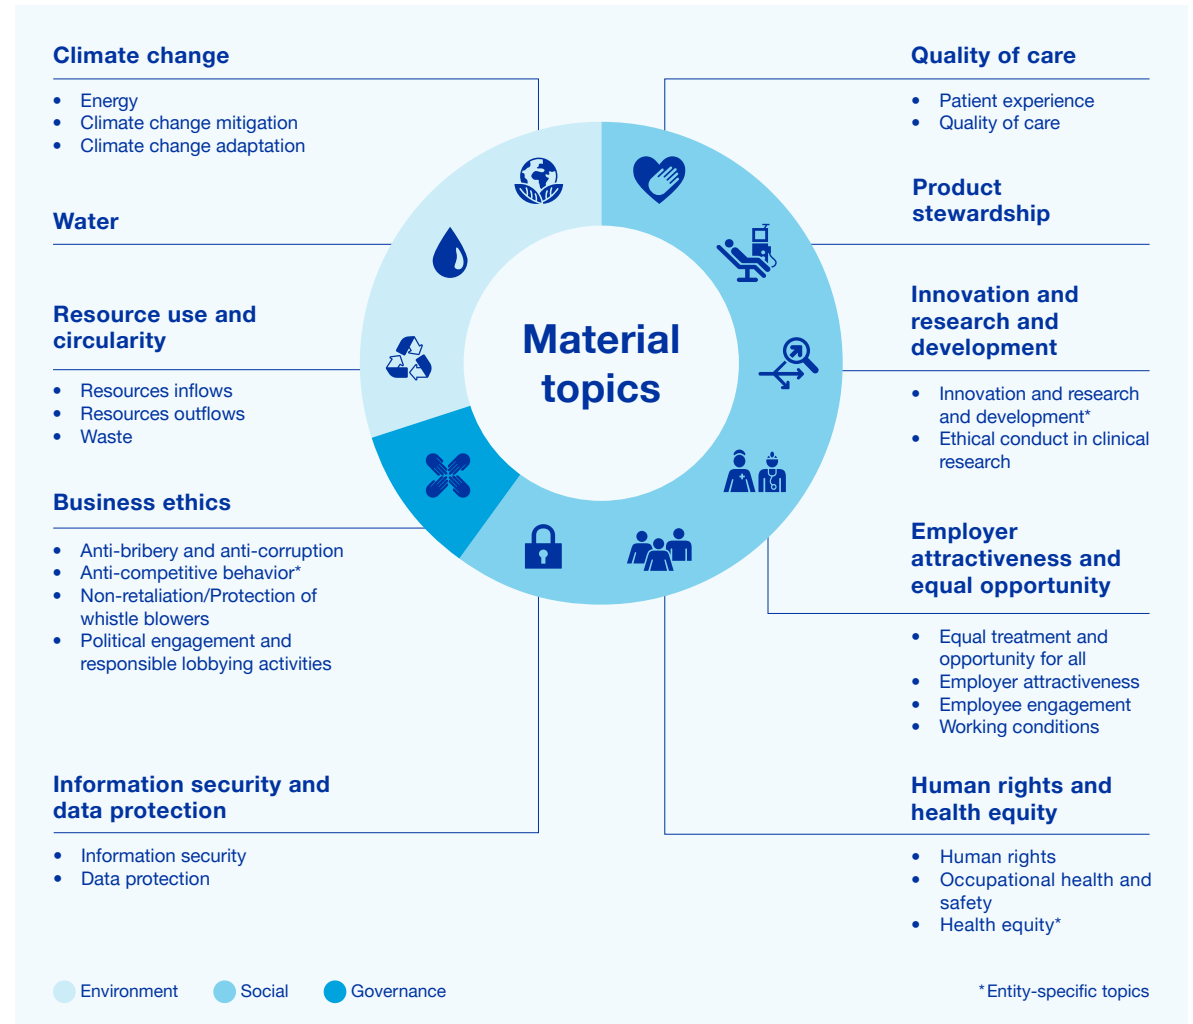 Climate change
• Energy
• Climate change mitigation
• Climate change adaptation
Water
Resource use and
circularity
• Resources inflows
• Resources outflows
• Waste
Business ethics
• Anti-bribery and anti-corruption
• Anti-competitive behavior*
• Non-retaliation/Protection of
whistle blowers
• Political engagement and
responsible lobbying activities
Information security and
data protection
• Information security
• Data protection
Material
topics
Quality of care
• Patient experience
• Quality of care
Product
stewardship
Innovation and
research and
development
• Innovation and research
and development*
• Ethical conduct in clinical
research
Employer
attractiveness and
equal opportunity
• Equal treatment and
opportunity for all
• Employer attractiveness
• Employee engagement
• Working conditions
Human rights and
health equity
• Human rights
• Occupational health and
safety
• Health equity*
Environment
Social
Governance
*Entity-specific topics